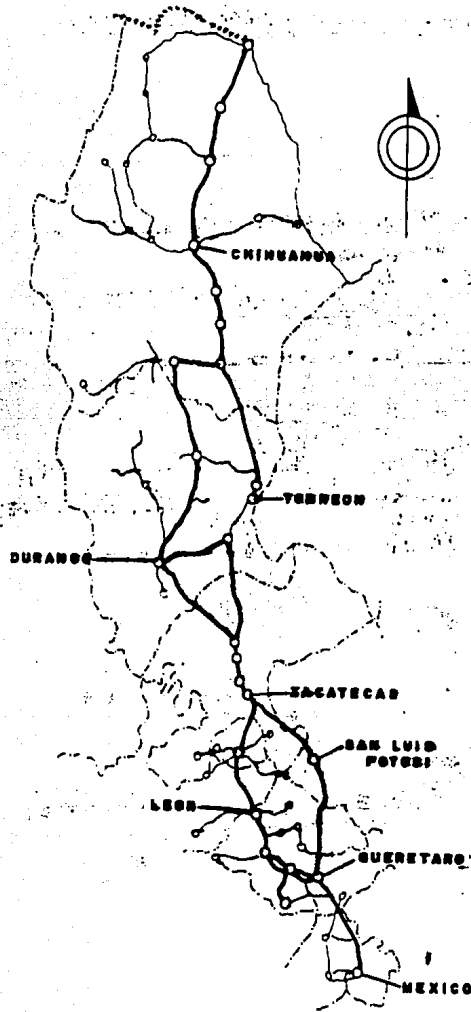 CHIHUAHUA
TORREON
DURANGO
ZACATECAS
SAN LUIS
POTOSI
LEON
QUERETARO
MEXICO